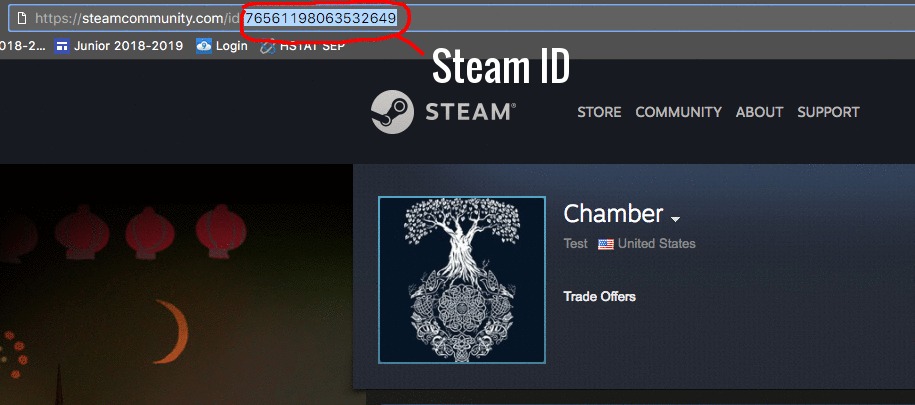 https://steamcommunity.com/id/76561198063532649
018-2... Junior 2018-2019 Login HSTAT SEP
Steam ID
STEAM®
STORE COMMUNITY ABOUT SUPPORT
Chamber
Test United States
Trade Offers